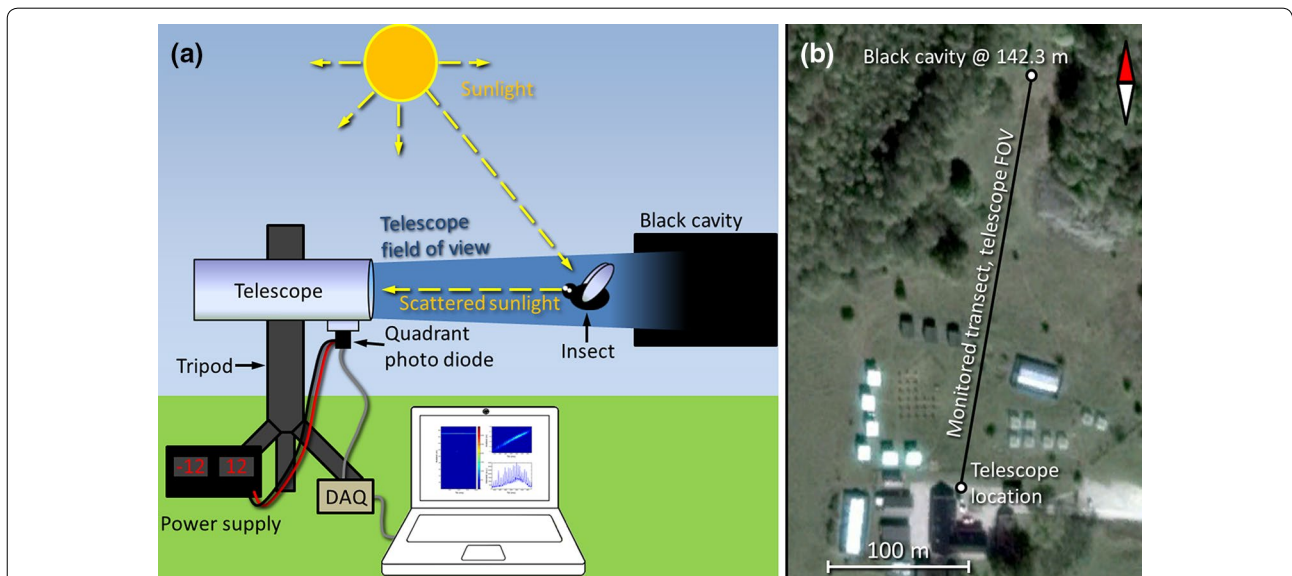 (a)
Sunlight
Black cavity
Telescope
field of view
Telescope
Scattered sunlight
Insect
Quadrant
photo diode
Tripod
-12 12
DAQ
Power supply
(b)
Black cavity @ 142.3 m
Monitored transect, telescope FOV
Telescope
location
100 m